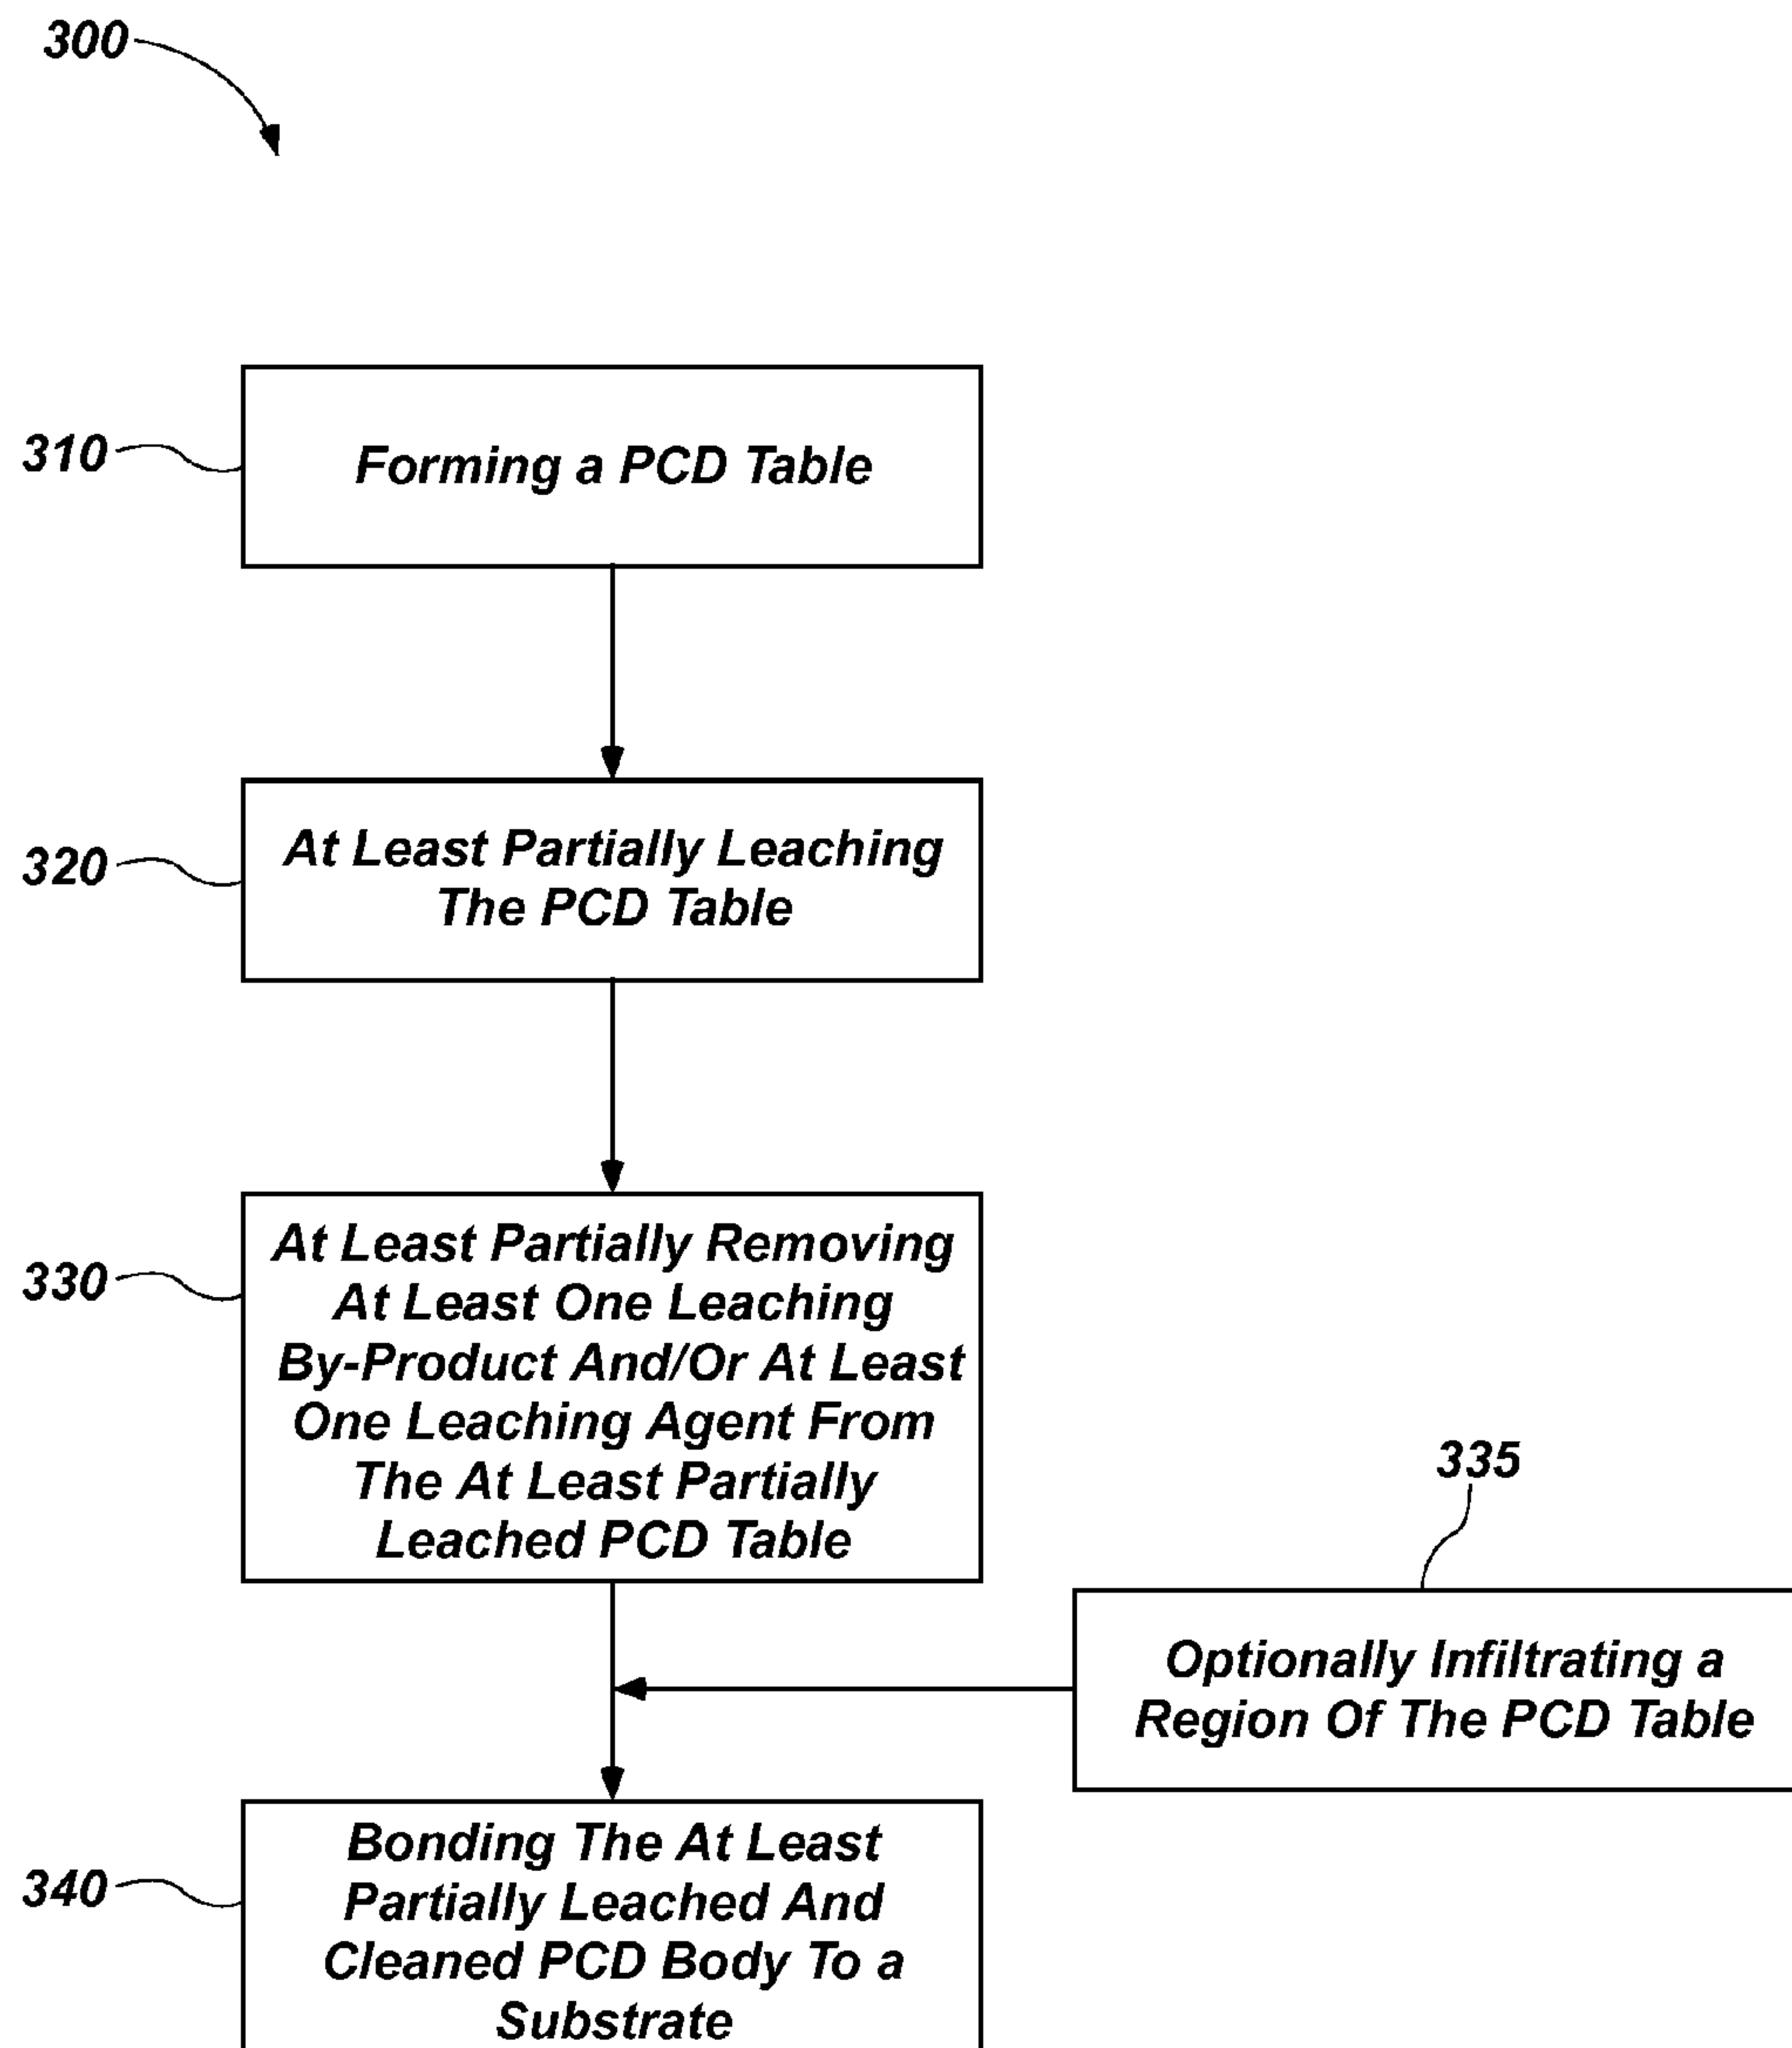 300
310
Forming a PCD Table
320
At Least Partially Leaching
The PCD Table
330
At Least Partially Removing
At Least One Leaching
By-Product And/Or At Least
One Leaching Agent From
The At Least Partially
Leached PCD Table
335
Optionally Infiltrating a
Region Of The PCD Table
340
Bonding The At Least
Partially Leached And
Cleaned PCD Body To a
Substrate